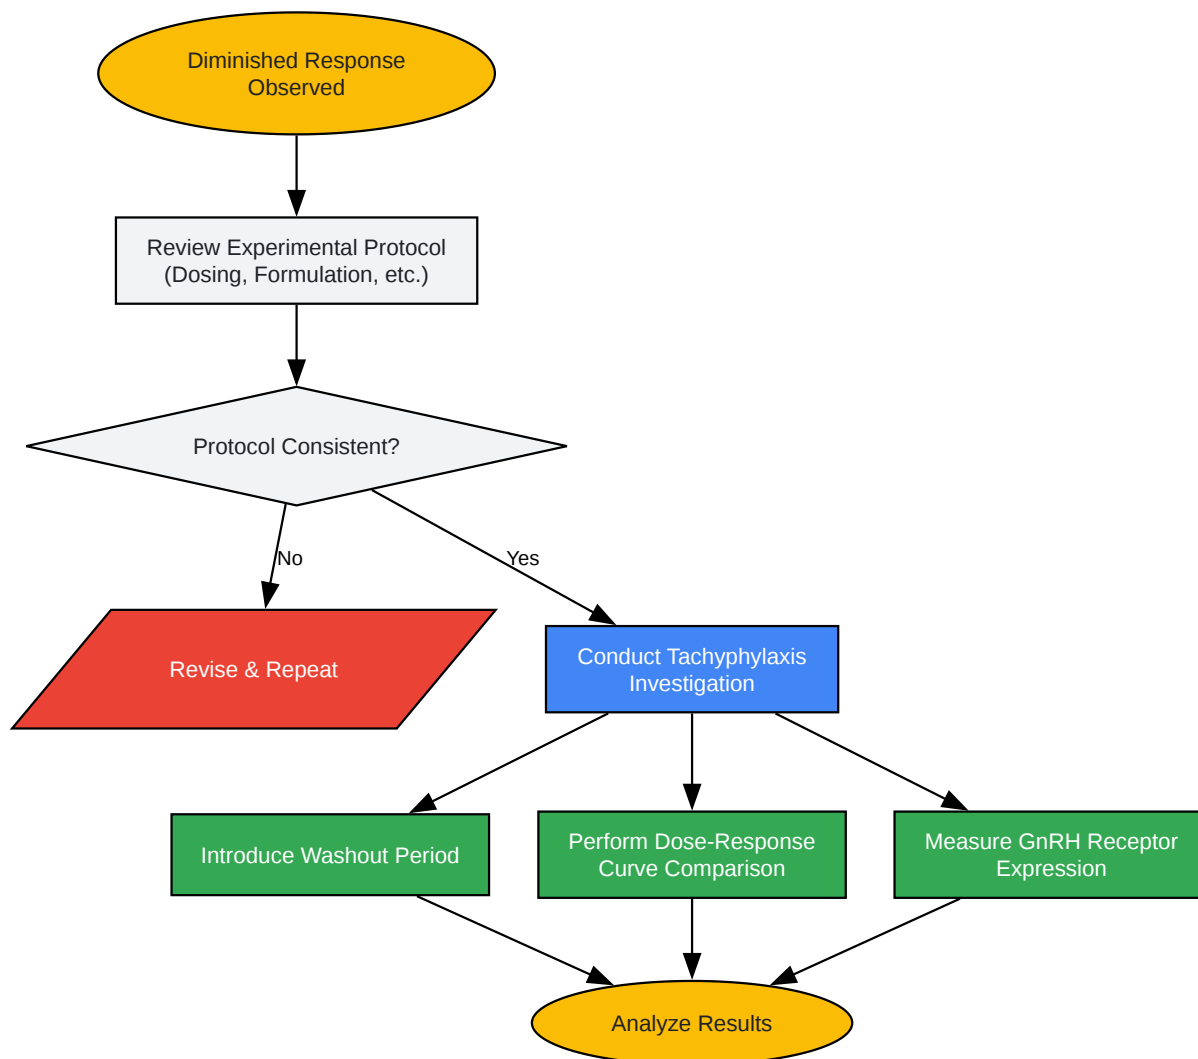 Diminished Response
Observed
Review Experimental Protocol
(Dosing, Formulation, etc.)
Protocol Consistent?
No
Yes
Revise & Repeat
Conduct Tachyphylaxis
Investigation
Introduce Washout Period
Perform Dose-Response
Curve Comparison
Measure GnRH Receptor
Expression
Analyze Results